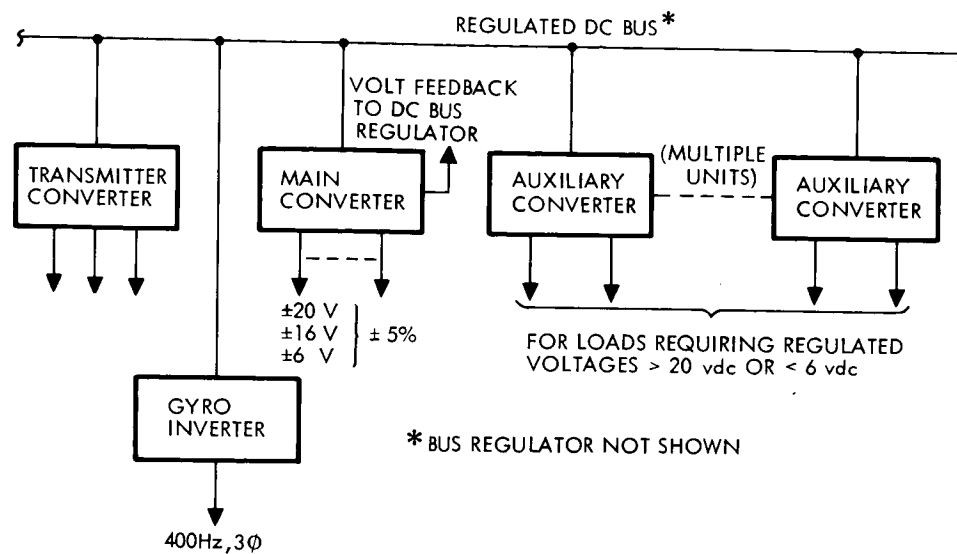 REGULATED DC BUS*
VOLT FEEDBACK
TO DC BUS
REGULATOR
TRANSMITTER
CONVERTER
MAIN
CONVERTER
AUXILIARY
CONVERTER
(MULTIPLE
UNITS)
AUXILIARY
CONVERTER
±20 V
±16 V
±6 V
± 5%
FOR LOADS REQUIRING REGULATED
VOLTAGES > 20 vdc OR < 6 vdc
GYRO
INVERTER
* BUS REGULATOR NOT SHOWN
400Hz, 3ϕ